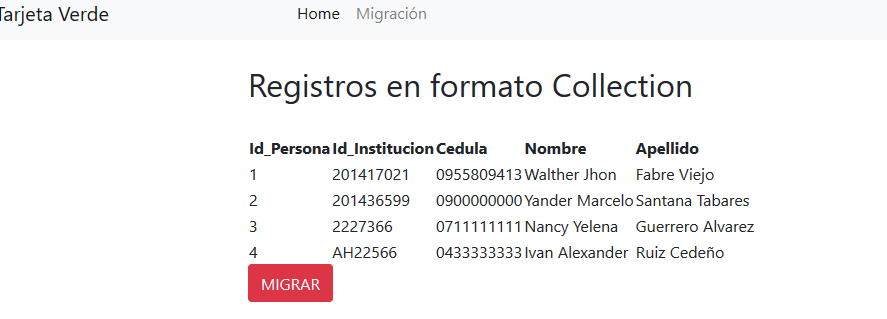 Tarjeta Verde Home Migración
Registros en formato Collection
Id_Persona Id_Institucion Cedula Nombre Apellido
1 201417021 0955809413 Walther Jhon Fabre Viejo
2 201436599 0900000000 Yander Marcelo Santana Tabares
3 2227366 0711111111 Nancy Yelena Guerrero Alvarez
4 AH22566 0433333333 Ivan Alexander Ruiz Cedeño
MIGRAR